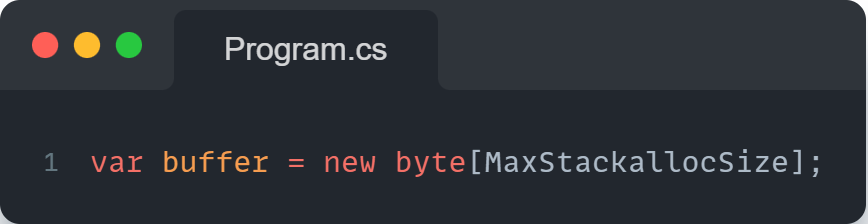 Program.cs
1 var buffer = new byte[MaxStackallocSize];